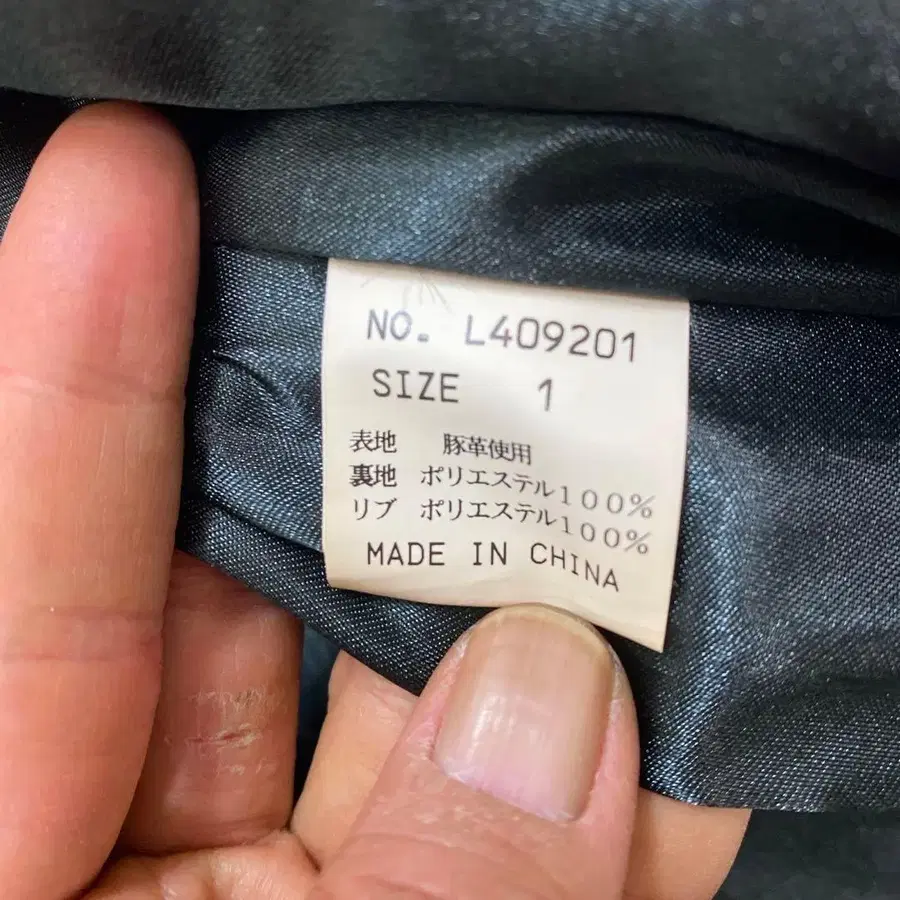 NO. L409201
SIZE 1
表地 豚革使用
裏地 ポリエステル100%
リブ ポリエステル100%
MADE IN CHINA